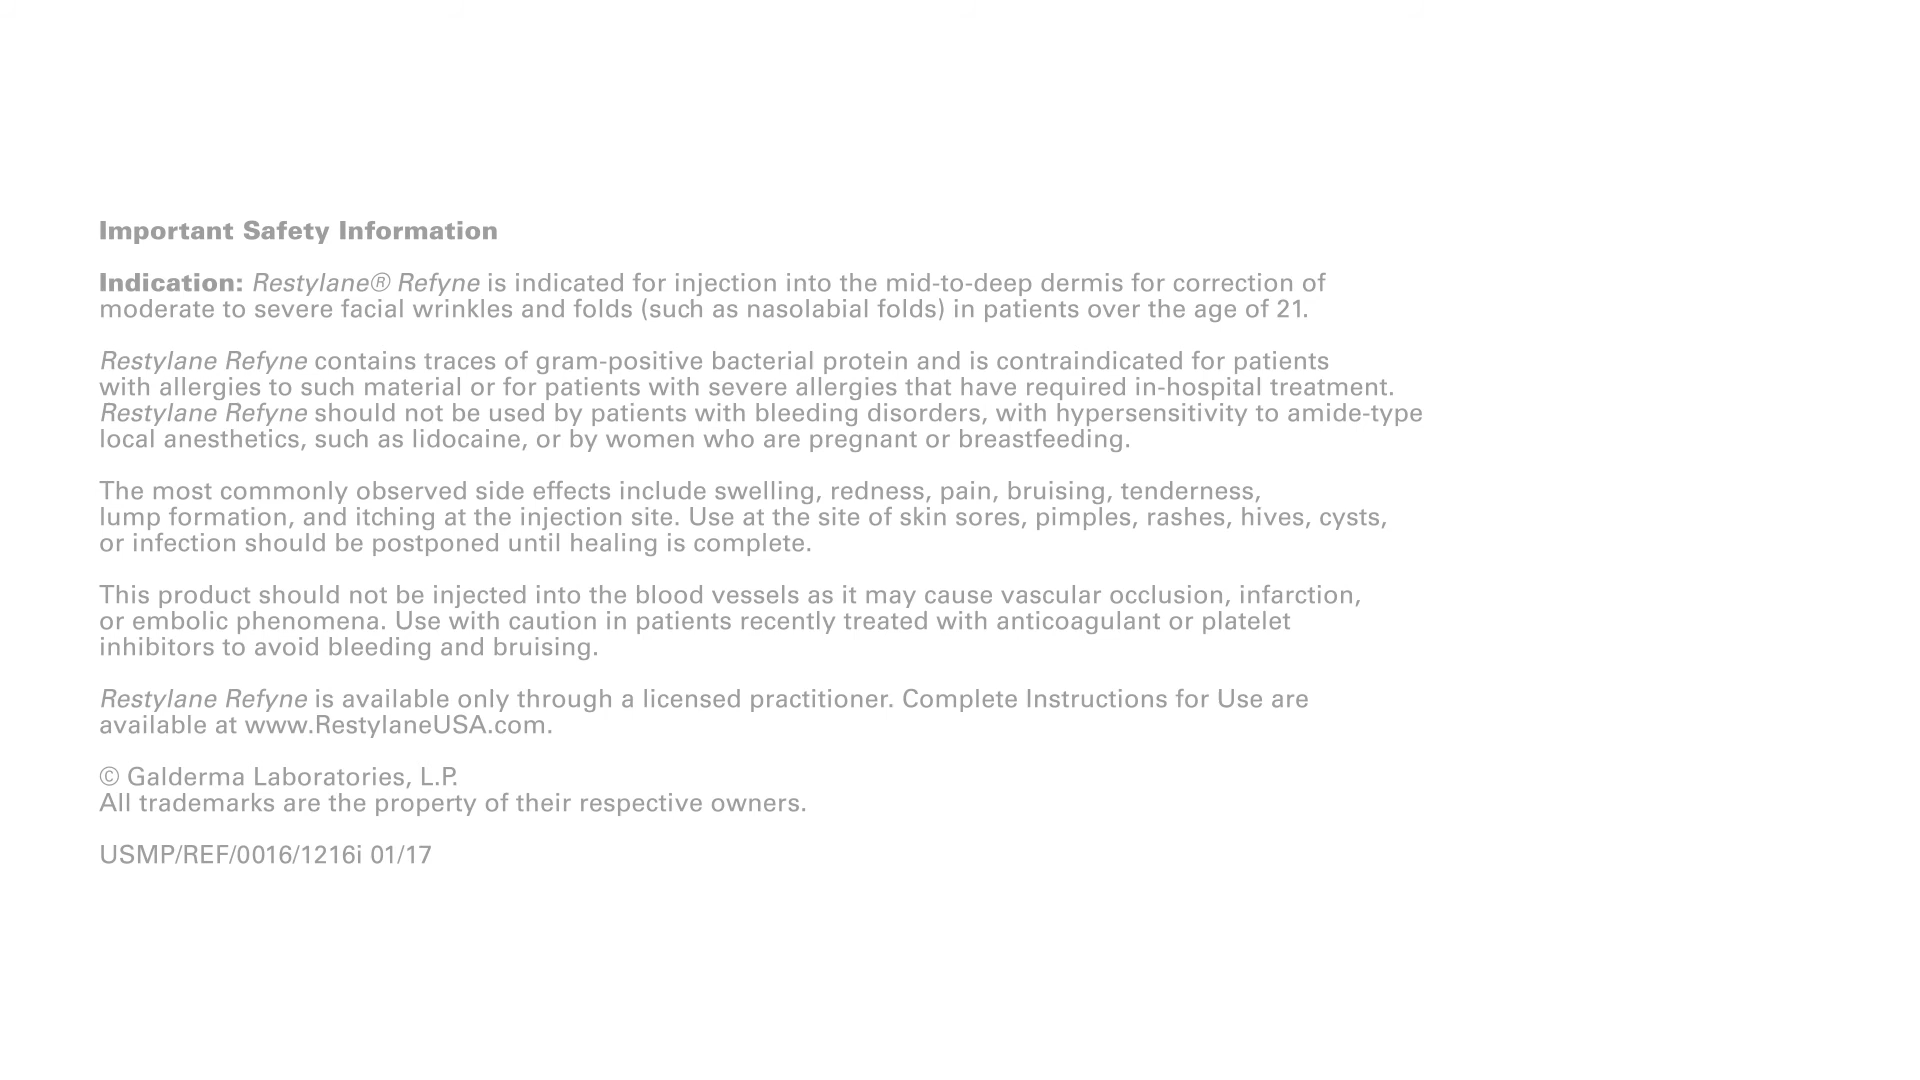 Important Safety Information
Indication: Restylane® Refyne is indicated for injection into the mid-to-deep dermis for correction of
moderate to severe facial wrinkles and folds (such as nasolabial folds) in patients over the age of 21.
Restylane Refyne contains traces of gram-positive bacterial protein and is contraindicated for patients
with allergies to such material or for patients with severe allergies that have required in-hospital treatment.
Restylane Refyne should not be used by patients with bleeding disorders, with hypersensitivity to amide-type
local anesthetics, such as lidocaine, or by women who are pregnant or breastfeeding.
The most commonly observed side effects include swelling, redness, pain, bruising, tenderness,
lump formation, and itching at the injection site. Use at the site of skin sores, pimples, rashes, hives, cysts,
or infection should be postponed until healing is complete.
This product should not be injected into the blood vessels as it may cause vascular occlusion, infarction,
or embolic phenomena. Use with caution in patients recently treated with anticoagulant or platelet
inhibitors to avoid bleeding and bruising.
Restylane Refyne is available only through a licensed practitioner. Complete Instructions for Use are
available at www.RestylaneUSA.com.
© Galderma Laboratories, L.P.
All trademarks are the property of their respective owners.
USMP/REF/0016/1216i 01/17